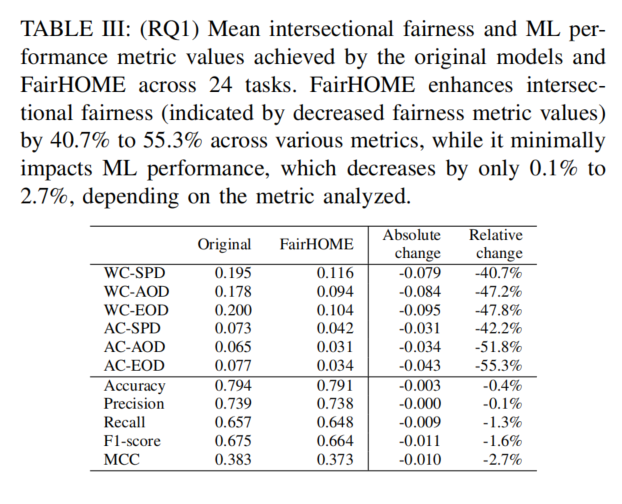 TABLE III: (RQ1) Mean intersectional fairness and ML per-
formance metric values achieved by the original models and
FairHOME across 24 tasks. FairHOME enhances intersec-
tional fairness (indicated by decreased fairness metric values)
by 40.7% to 55.3% across various metrics, while it minimally
impacts ML performance, which decreases by only 0.1% to
2.7%, depending on the metric analyzed.
Original FairHOME Absolute change Relative change
WC-SPD 0.195 0.116 -0.079 -40.7%
WC-AOD 0.178 0.094 -0.084 -47.2%
WC-EOD 0.200 0.104 -0.095 -47.8%
AC-SPD 0.073 0.042 -0.031 -42.2%
AC-AOD 0.065 0.031 -0.034 -51.8%
AC-EOD 0.077 0.034 -0.043 -55.3%
Accuracy 0.794 0.791 -0.003 -0.4%
Precision 0.739 0.738 -0.000 -0.1%
Recall 0.657 0.648 -0.009 -1.3%
F1-score 0.675 0.664 -0.011 -1.6%
MCC 0.383 0.373 -0.010 -2.7%